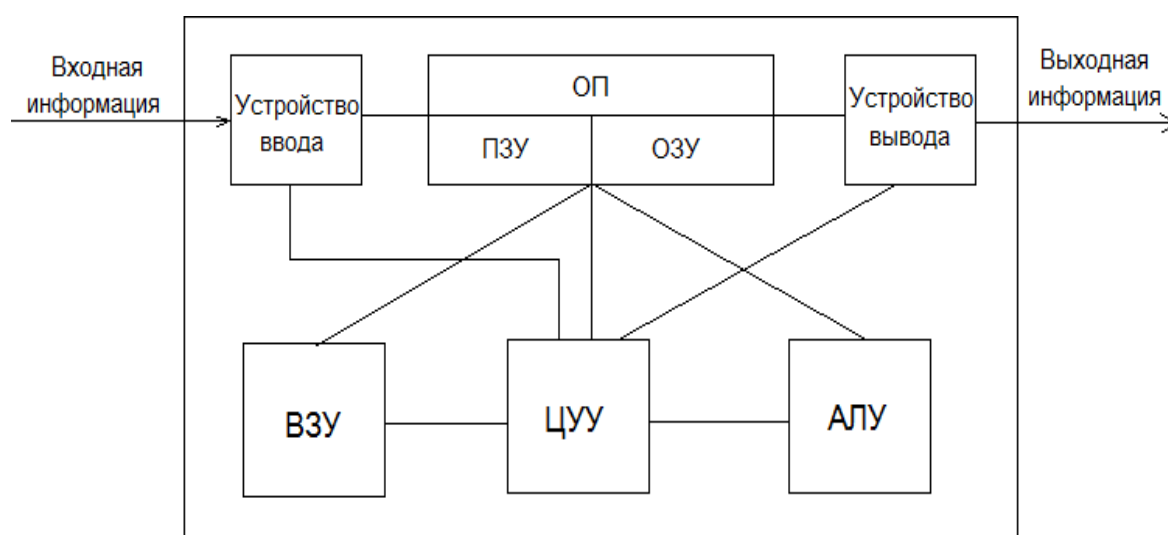 Входная
информация
Устройство
ввода
ОП
ПЗУ
ОЗУ
Устройство
вывода
Выходная
информация
ВЗУ
ЦУУ
АЛУ